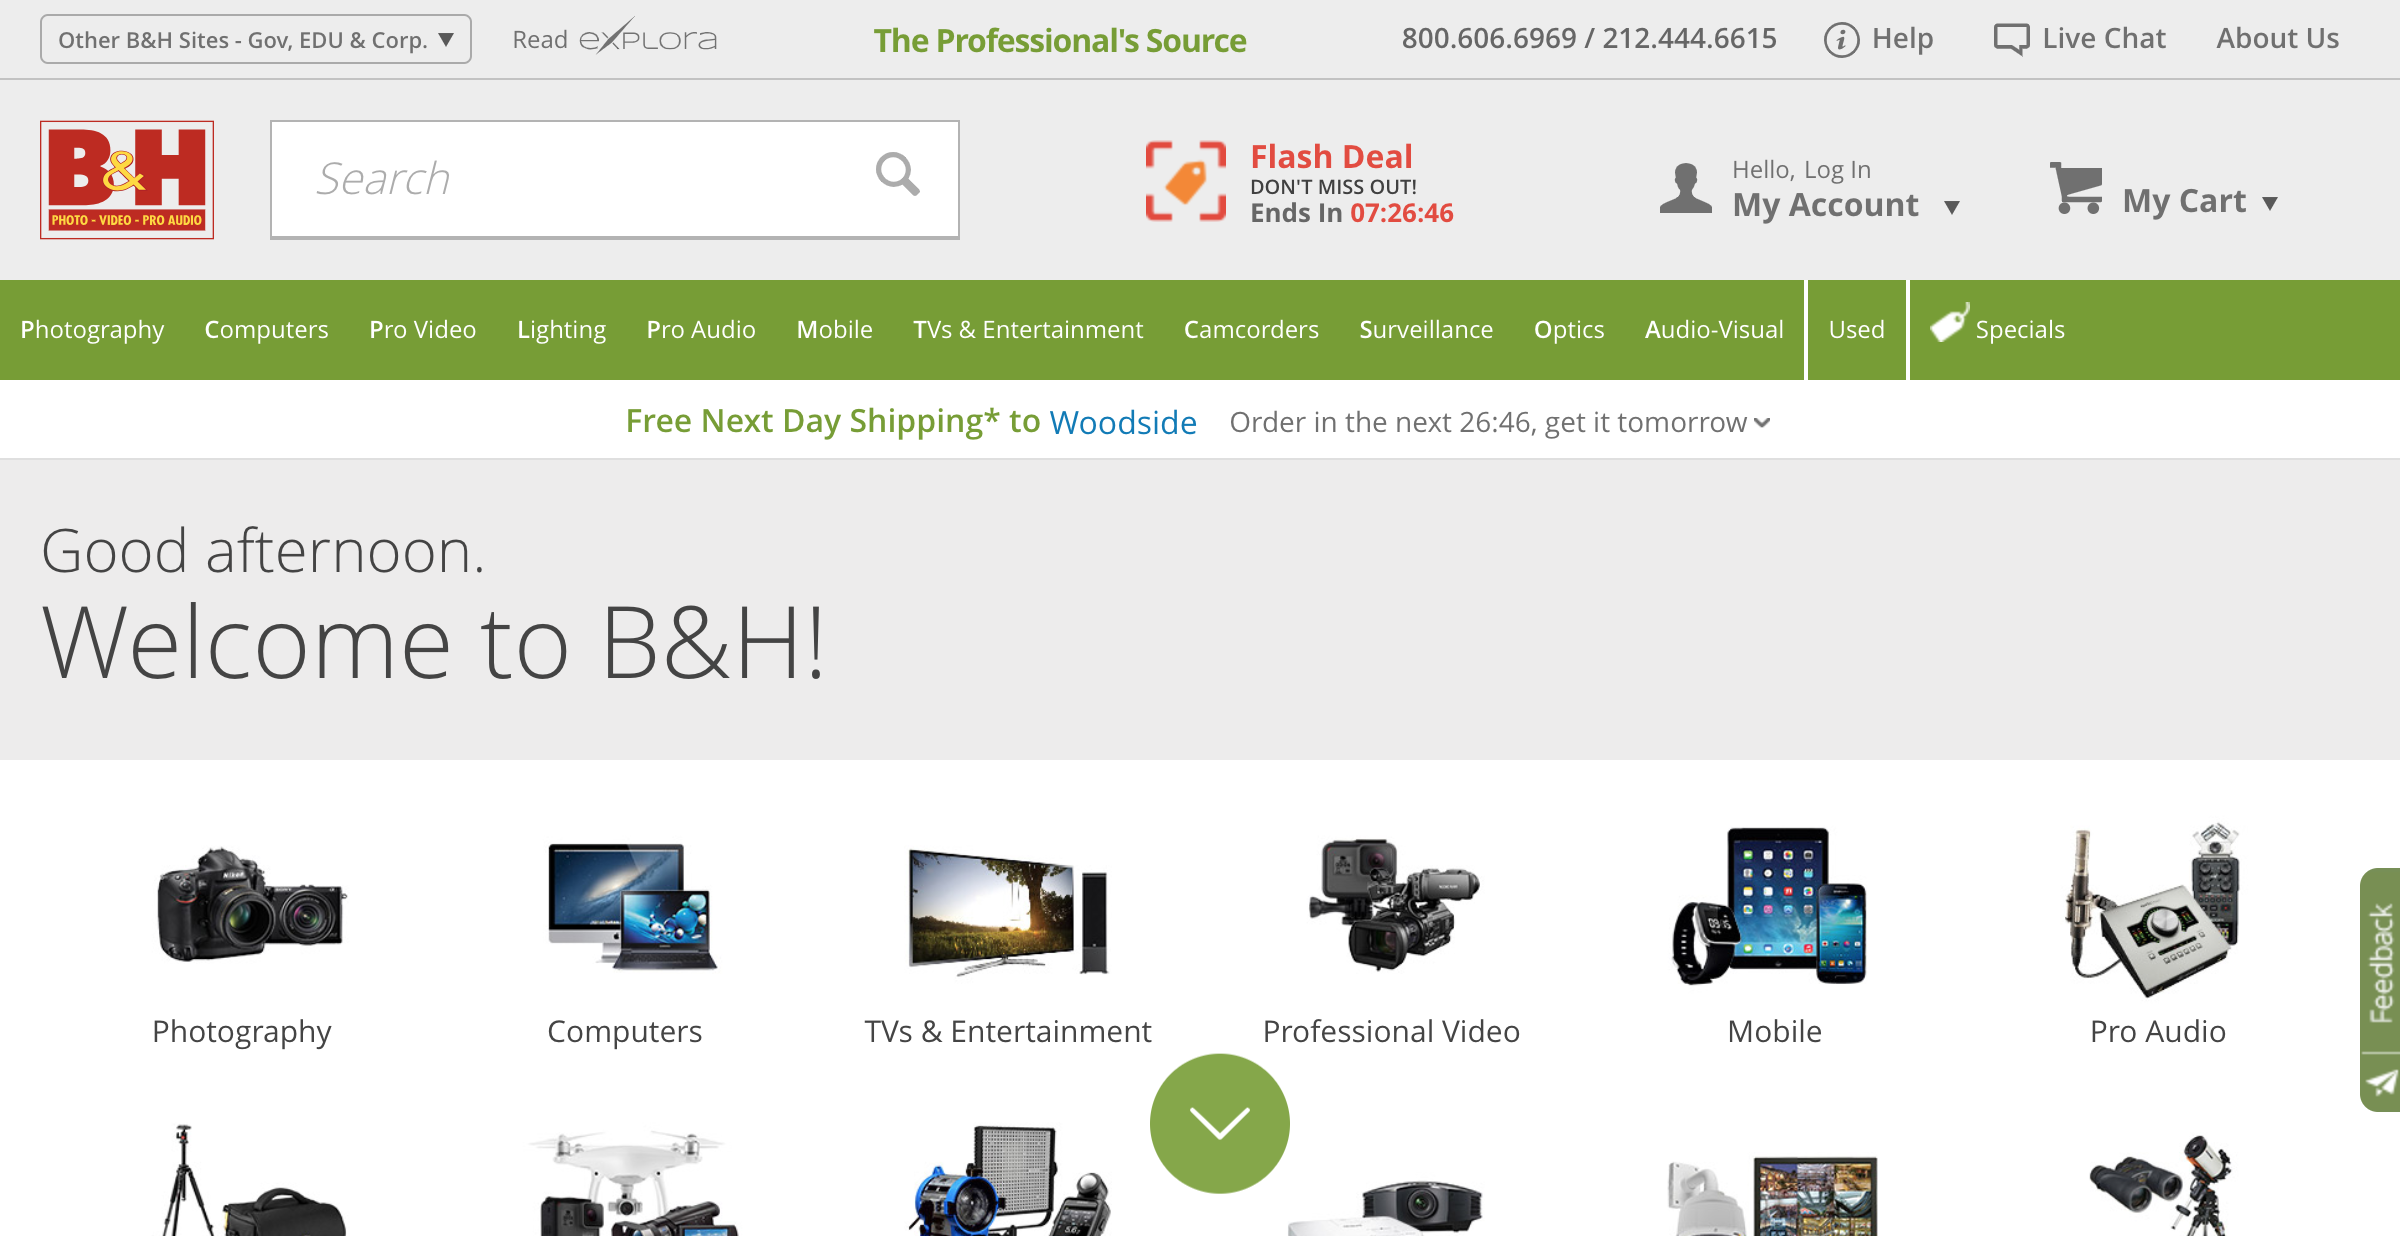 Other B&H Sites - Gov, EDU & Corp. ▼
Read eXPLORA
The Professional's Source
800.606.6969 / 212.444.6615
Help
Live Chat
About Us
B&H
PHOTO - VIDEO - PRO AUDIO
Search
Flash Deal
DON'T MISS OUT!
Ends In 07:26:46
Hello, Log In
My Account ▼
My Cart ▼
Photography Computers Pro Video Lighting Pro Audio Mobile TVs & Entertainment Camcorders Surveillance Optics Audio-Visual Used Specials
Free Next Day Shipping* to Woodside Order in the next 26:46, get it tomorrow
Good afternoon.
Welcome to B&H!
Nikon
Photography
Computers
TVs & Entertainment
Professional Video
Mobile
Pro Audio
Feedback